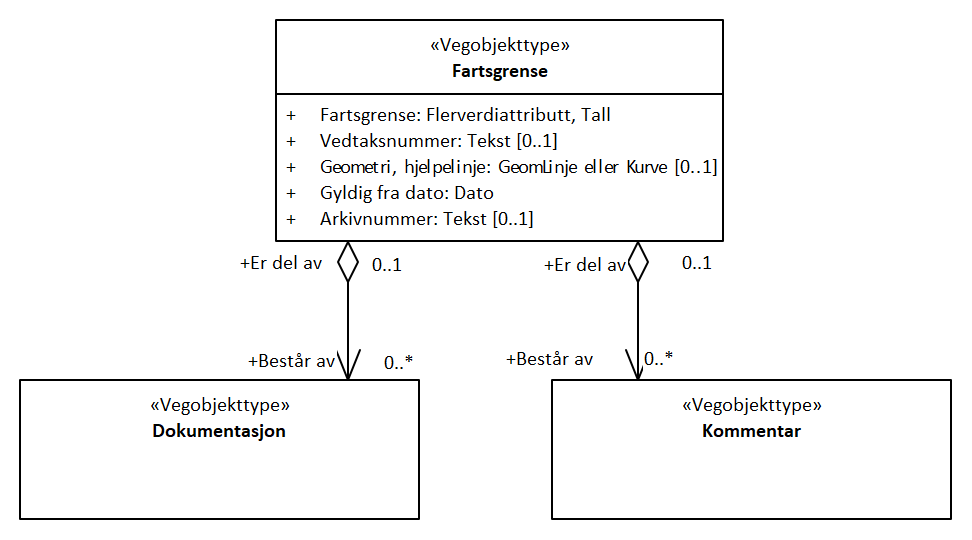 «Vegobjekttype»
Fartsgrense
+ Fartsgrense: Flerverdiattributt, Tall
+ Vedtaksnummer: Tekst [0..1]
+ Geometri, hjelpelinje: GeomLinje eller Kurve [0..1]
+ Gyldig fra dato: Dato
+ Arkivnummer: Tekst [0..1]
+Er del av 0..1 +Er del av 0..1
+Består av 0..* +Består av 0..*
«Vegobjekttype» «Vegobjekttype»
Dokumentasjon Kommentar